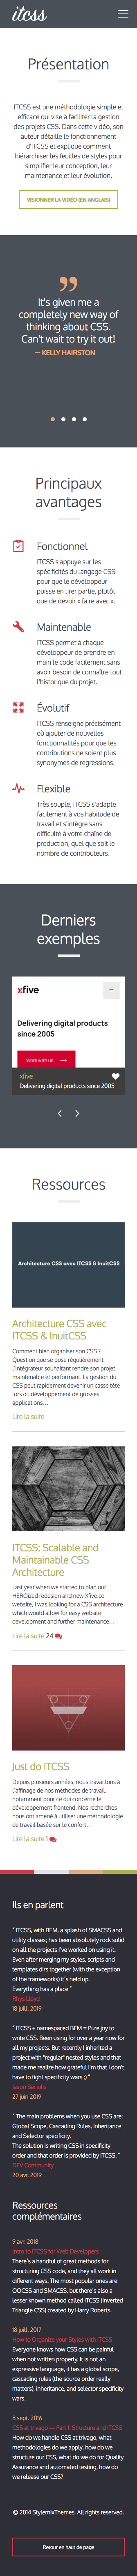 itcss
Présentation
ITCSS est une méthodologie simple et
efficace qui vise à faciliter la gestion
des projets CSS. Dans cette vidéo, son
auteur détaille le fonctionnement
d'ITCSS et explique comment
hiérarchiser les feuilles de styles pour
simplifier leur conception, leur
maintenance et leur évolution.
VISIONNER LA VIDÉO (EN ANGLAIS)
”
It's given me a
completely new way of
thinking about CSS.
Can't wait to try it out!
— KELLY HAIRSTON
Principaux
avantages
Fonctionnel
ITCSS s'appuye sur les
spécificités du langage CSS
pour que le développeur
puisse en tirer partie, plutôt
que de devoir « faire avec ».
Maintenable
ITCSS permet à chaque
développeur de prendre en
main le code facilement sans
avoir besoin de connaître tout
l'historique du projet.
Évolutif
ITCSS renseigne précisément
où ajouter de nouvelles
fonctionnalités pour que les
contributions ne soient plus
synonymes de regressions.
Flexible
Très souple, ITCSS s'adapte
facilement à vos habitude de
travail et s'intègre sans
difficulté à votre chaîne de
production, quel que soit le
nombre de contributeurs.
Derniers
exemples
xfive
Delivering digital products
since 2005
Work with us
xfive
Delivering digital products since 2005
Ressources
Architecture CSS avec ITCSS & InuitCSS
Architecture CSS avec
ITCSS & InuitCSS
Comment bien organiser son CSS ?
Question que se pose régulièrement
l'intégrateur souhaitant rendre son projet
maintenable et performant. La gestion du
CSS peut rapidement devenir un casse tête
lors du développement de grosses
applications…
Lire la suite
ITCSS: Scalable and
Maintainable CSS
Architecture
Last year when we started to plan our
HEROized redesign and new Xfive.co
website, I was looking for a CSS architecture
which would allow for easy website
development and further maintenance…
Lire la suite 24
Just do ITCSS
Depuis plusieurs années, nous travaillons à
l'affinage de nos méthodes de travail,
notamment pour ce qui concerne le
développement frontend. Nos recherches
nous ont amené à utiliser une méthodologie
de travail basée sur le confort…
Lire la suite 1
Ils en parlent
“ ITCSS, with BEM, a splash of SMACSS and
utility classes; has been absolutely rock solid
on all the projects I've worked on using it.
Even after merging my styles, scripts and
templates dirs together (with the exception
of the frameworks) it's held up.
Everything has a place ”
Rhys Lloyd
18 juill. 2019
“ ITCSS + namespaced BEM = Pure joy to
write CSS. Been using for over a year now for
all my projects. But recently I inherited a
project with "regular" nested styles and that
made me realize how grateful I'm that I don't
have to fight specificity wars :) ”
Jason Baciulis
27 juin 2019
“ The main problems when you use CSS are:
Global Scope, Cascading Rules, Inheritance
and Selector specificity.
The solution is writing CSS in specificity
order and that order is provided by ITCSS. ”
DEV Community
20 avr. 2019
Ressources
complémentaires
9 avr. 2018
Intro to ITCSS for Web Developers
There's a handful of great methods for
structuring CSS code, and they all work in
different ways. The most popular ones are
OOCSS and SMACSS, but there's also a
lesser known method called ITCSS (Inverted
Triangle CSS) created by Harry Roberts.
18 juill. 2017
How to Organize your Styles with ITCSS
Everyone knows how CSS can be painful
when not written properly. It is not an
expressive language, it has a global scope,
cascading rules (the source order really
matters), inheritance, and selector specificity
wars.
8 sept. 2016
CSS at trivago — Part 1: Structure and ITCSS
How do we handle CSS at trivago, what
methodologies do we apply, how do we
structure our CSS, what do we do for Quality
Assurance and automated testing, how do
we release our CSS?
© 2014 StylemixThemes. All rights reserved.
Retour en haut de page